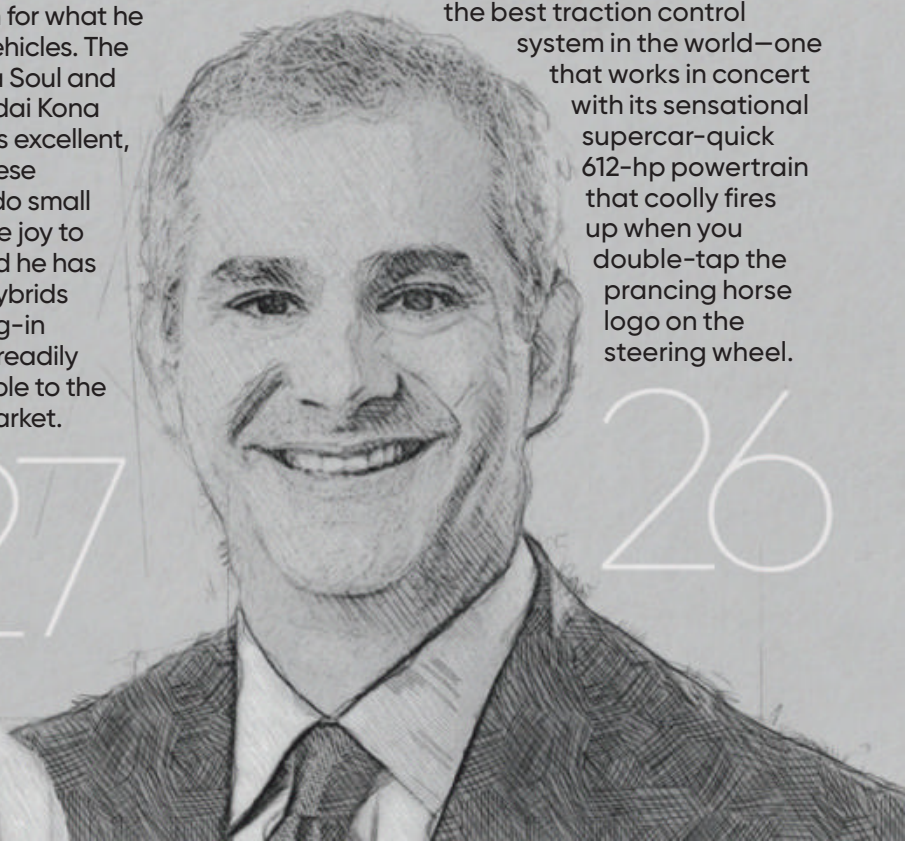 for what he
ehicles. The
Soul and
dai Kona
s excellent,
ese
do small
e joy to
d he has
ybrids
g-in
readily
ble to the
arket.
27
the best traction control
system in the world—one
that works in concert
with its sensational
supercar-quick
612-hp powertrain
that coolly fires
up when you
double-tap the
prancing horse
logo on the
steering wheel.
26